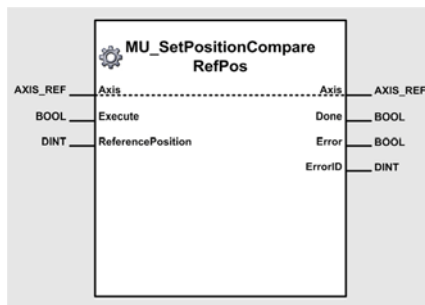 MU_SetPositionCompare
RefPos
AXIS_REF Axis Axis AXIS_REF
BOOL Execute Done BOOL
DINT ReferencePosition Error BOOL
ErrorID DINT